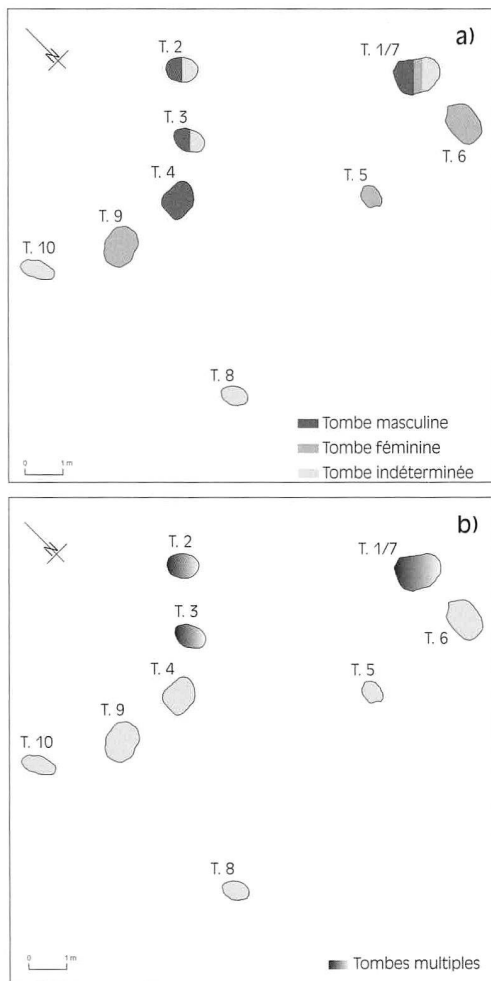 a)
N
T. 2
T. 1/7
T. 3
T. 6
T. 4
T. 5
T. 9
T. 10
T. 8
Tombe masculine
Tombe féminine
Tombe indéterminée
0 1 m
b)
N
T. 2
T. 1/7
T. 3
T. 6
T. 4
T. 5
T. 9
T. 10
T. 8
0 1 m
Tombes multiples